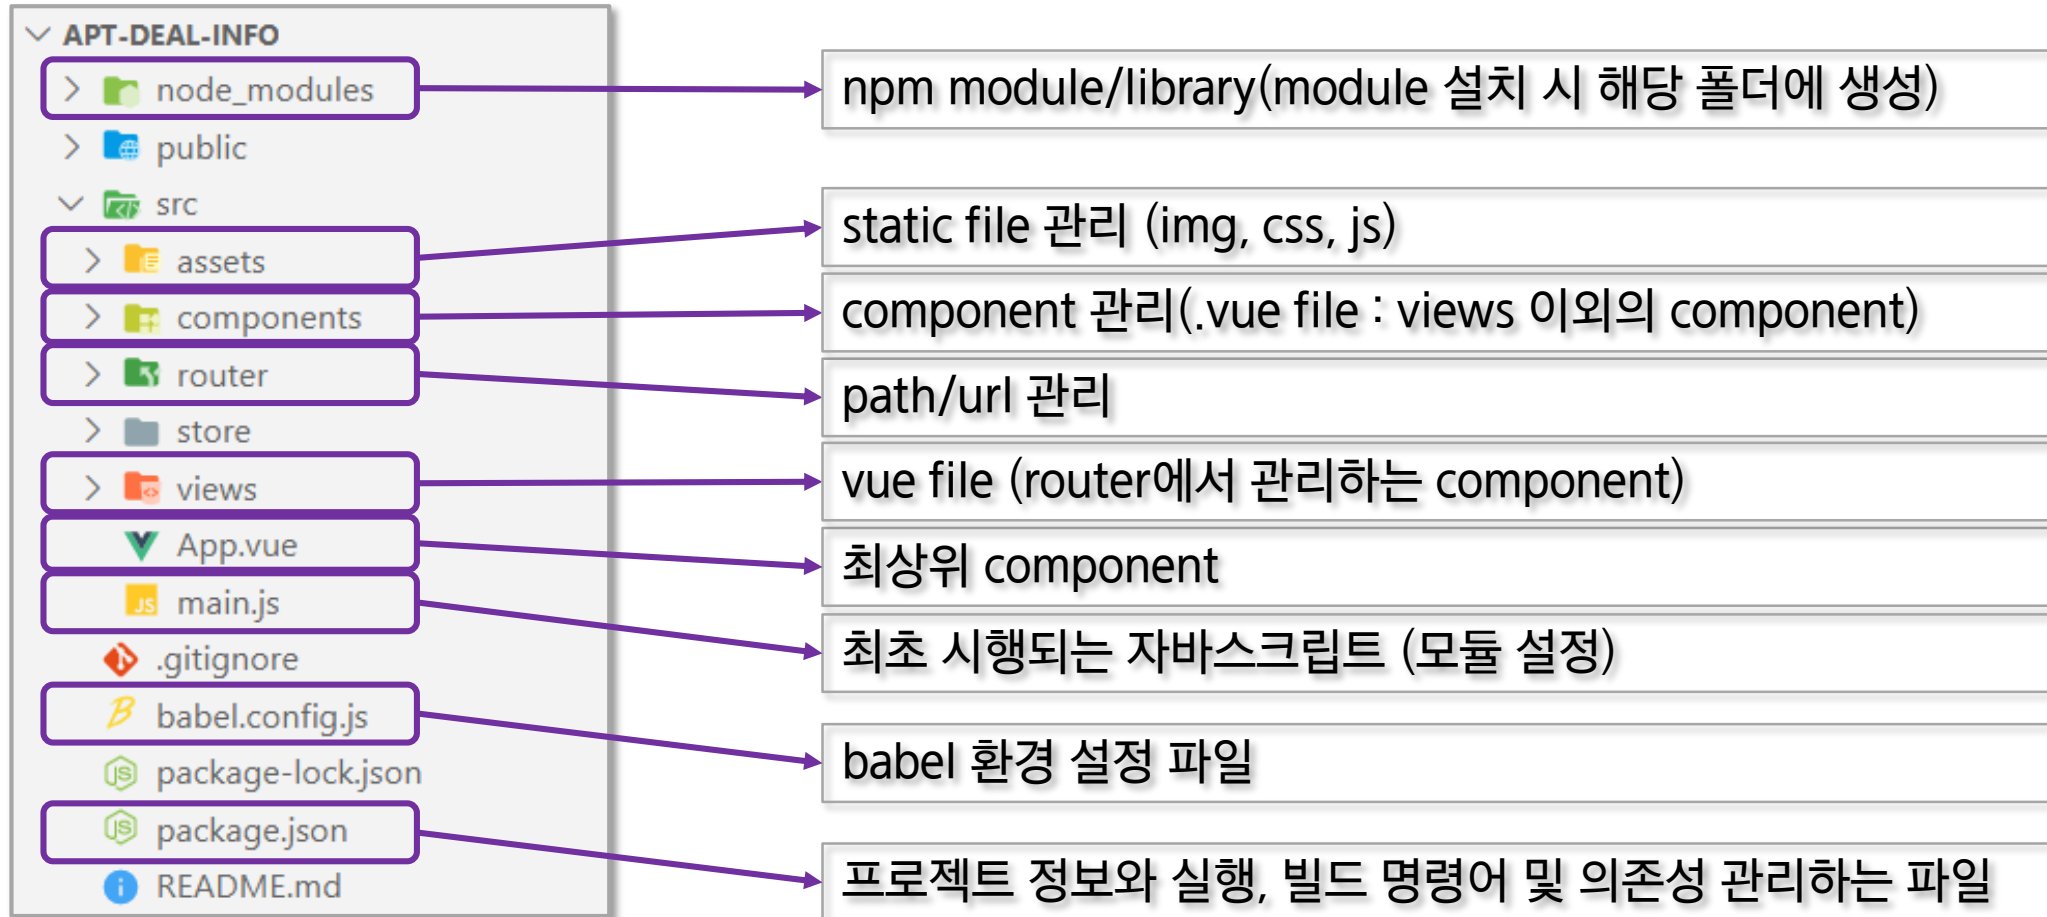 APT-DEAL-INFO
node_modules
npm module/library(module 설치 시 해당 폴더에 생성)
public
src
assets
static file 관리 (img, css, js)
components
component 관리(.vue file : views 이외의 component)
router
path/url 관리
store
views
vue file (router에서 관리하는 component)
App.vue
최상위 component
main.js
최초 시행되는 자바스크립트 (모듈 설정)
.gitignore
babel.config.js
babel 환경 설정 파일
package-lock.json
package.json
프로젝트 정보와 실행, 빌드 명령어 및 의존성 관리하는 파일
README.md